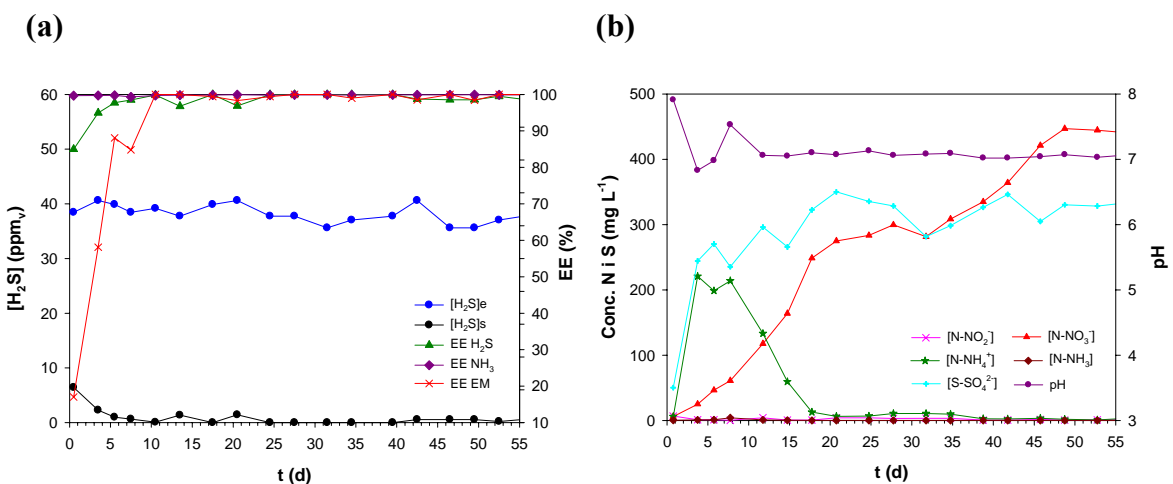 (a)
[H₂S] (ppmᵥ)
60
50
40
30
20
10
0
100
90
80
70
60
50
40
30
20
10
EE (%)
[H₂S]e
[H₂S]s
EE H₂S
EE NH₃
EE EM
0 5 10 15 20 25 30 35 40 45 50 55
t (d)
(b)
Conc. N i S (mg L⁻¹)
500
400
300
200
100
0
8
7
6
5
4
3
pH
[N-NO₂⁻] [N-NO₃⁻]
[N-NH₄⁺] [N-NH₃]
[S-SO₄²⁻] pH
0 5 10 15 20 25 30 35 40 45 50 55
t (d)